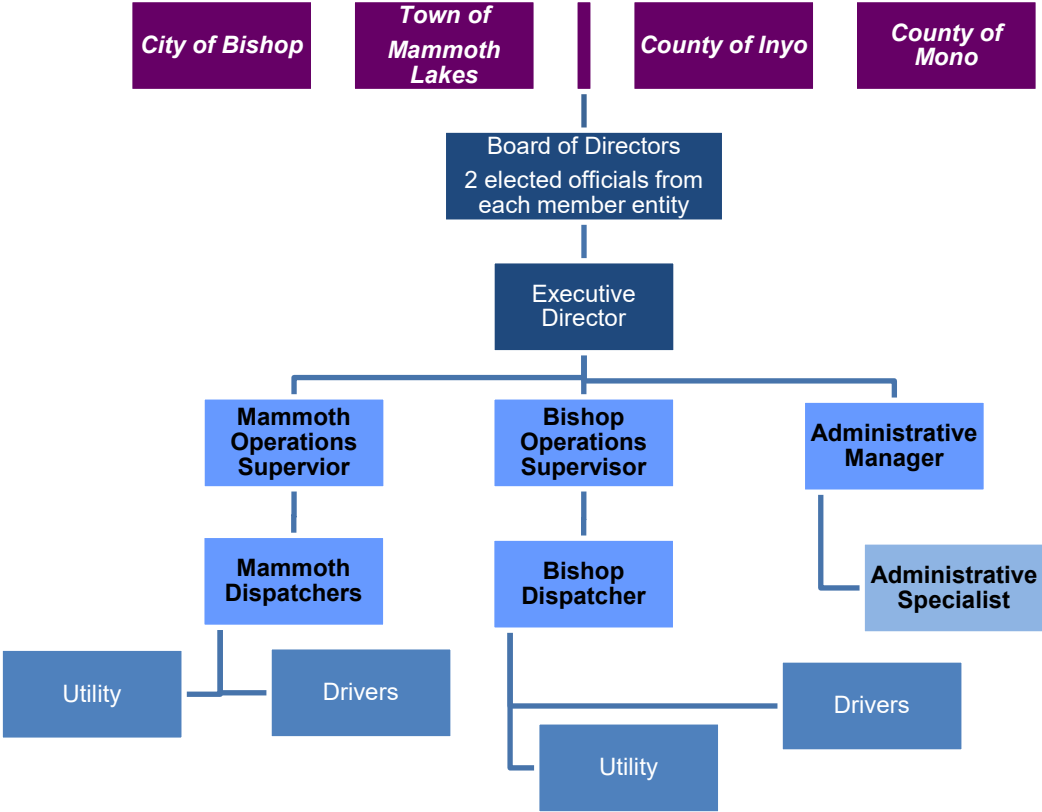 City of Bishop
Town of
Mammoth
Lakes
County of Inyo
County of
Mono
Board of Directors
2 elected officials from
each member entity
Executive
Director
Mammoth
Operations
Supervior
Bishop
Operations
Supervisor
Administrative
Manager
Mammoth
Dispatchers
Bishop
Dispatcher
Administrative
Specialist
Utility
Drivers
Drivers
Utility